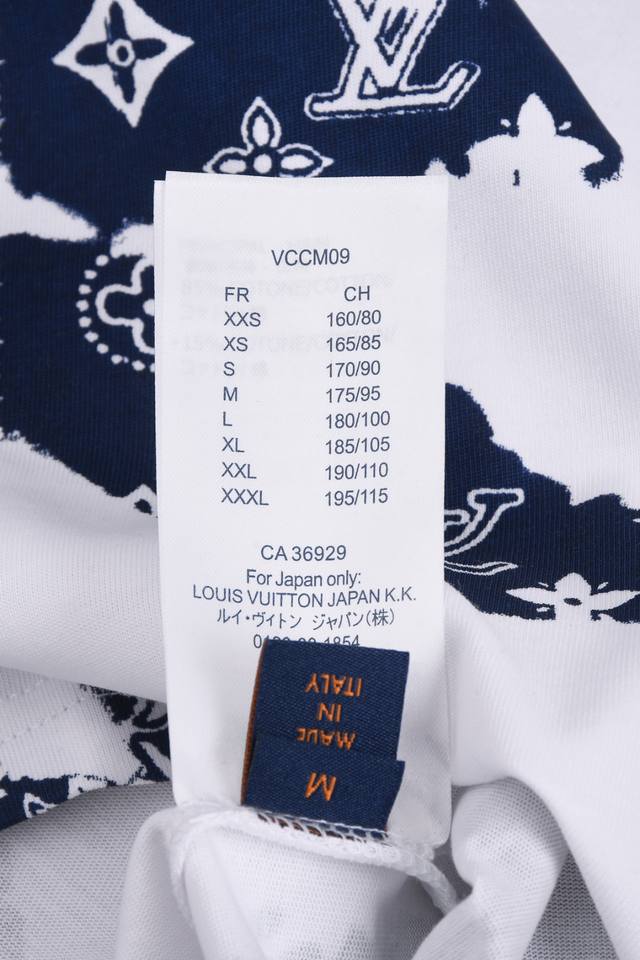 VCCM09
FR CH
XXS 160/80
XS 165/85
S 170/90
M 175/95
L 180/100
XL 185/105
XXL 190/110
XXXL 195/115
CA 36929
For Japan only:
LOUIS VUITTON JAPAN K.K.
ルイ・ヴィトン ジャパン(株)
MADE
IN
ITALY
M
LV